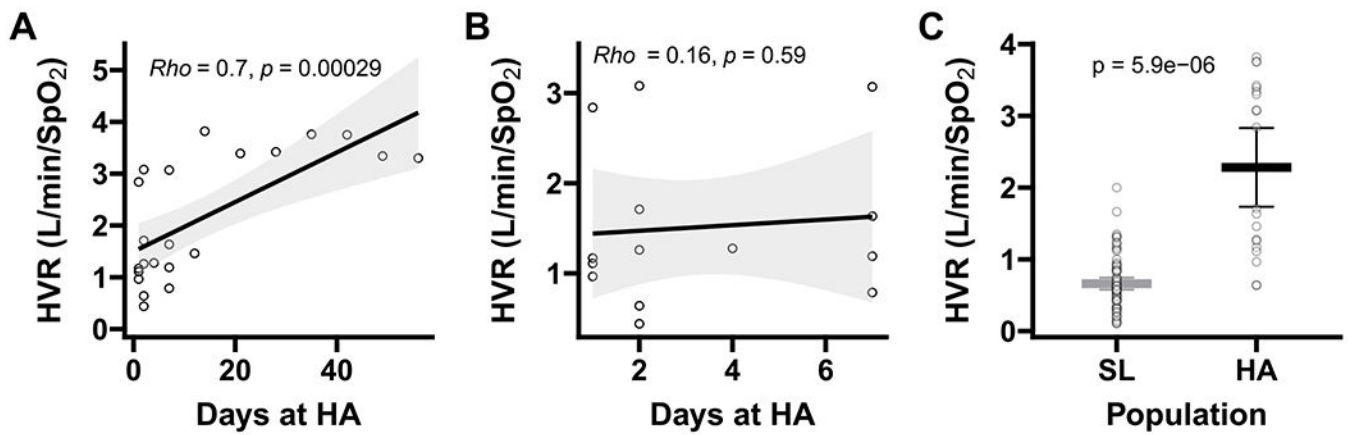 A
HVR (L/min/SpO₂)
5
4
3
2
1
0
Rho = 0.7, p = 0.00029
0 20 40
Days at HA
B
HVR (L/min/SpO₂)
3
2
1
Rho = 0.16, p = 0.59
2 4 6
Days at HA
C
HVR (L/min/SpO₂)
4
3
2
1
0
p = 5.9e−06
SL HA
Population